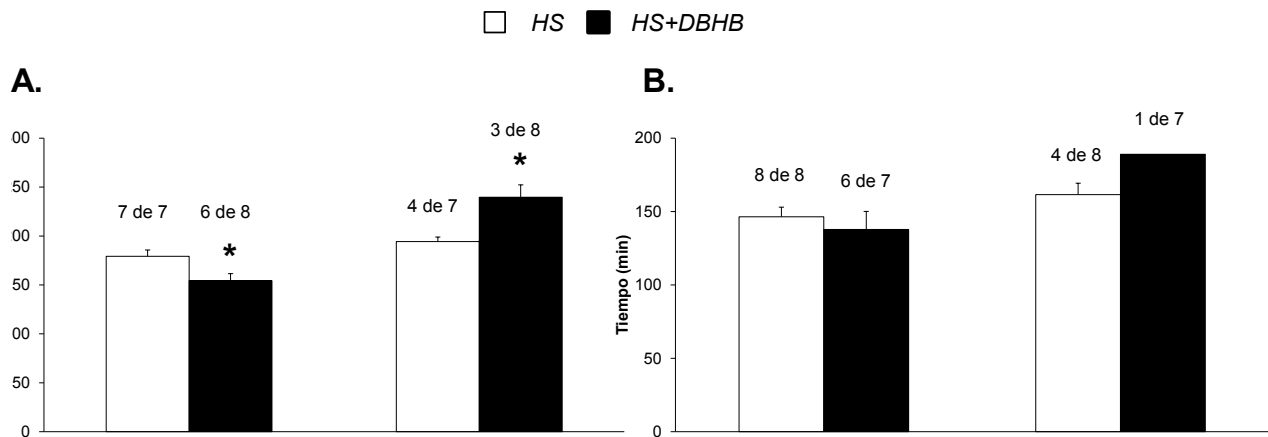 HS HS+DBHB
A.
B.
3 de 8
*
7 de 7 6 de 8
*
4 de 7
00
50
00
50
00
50
0
1 de 7
4 de 8
8 de 8 6 de 7
Tiempo (min)
200
150
100
50
0